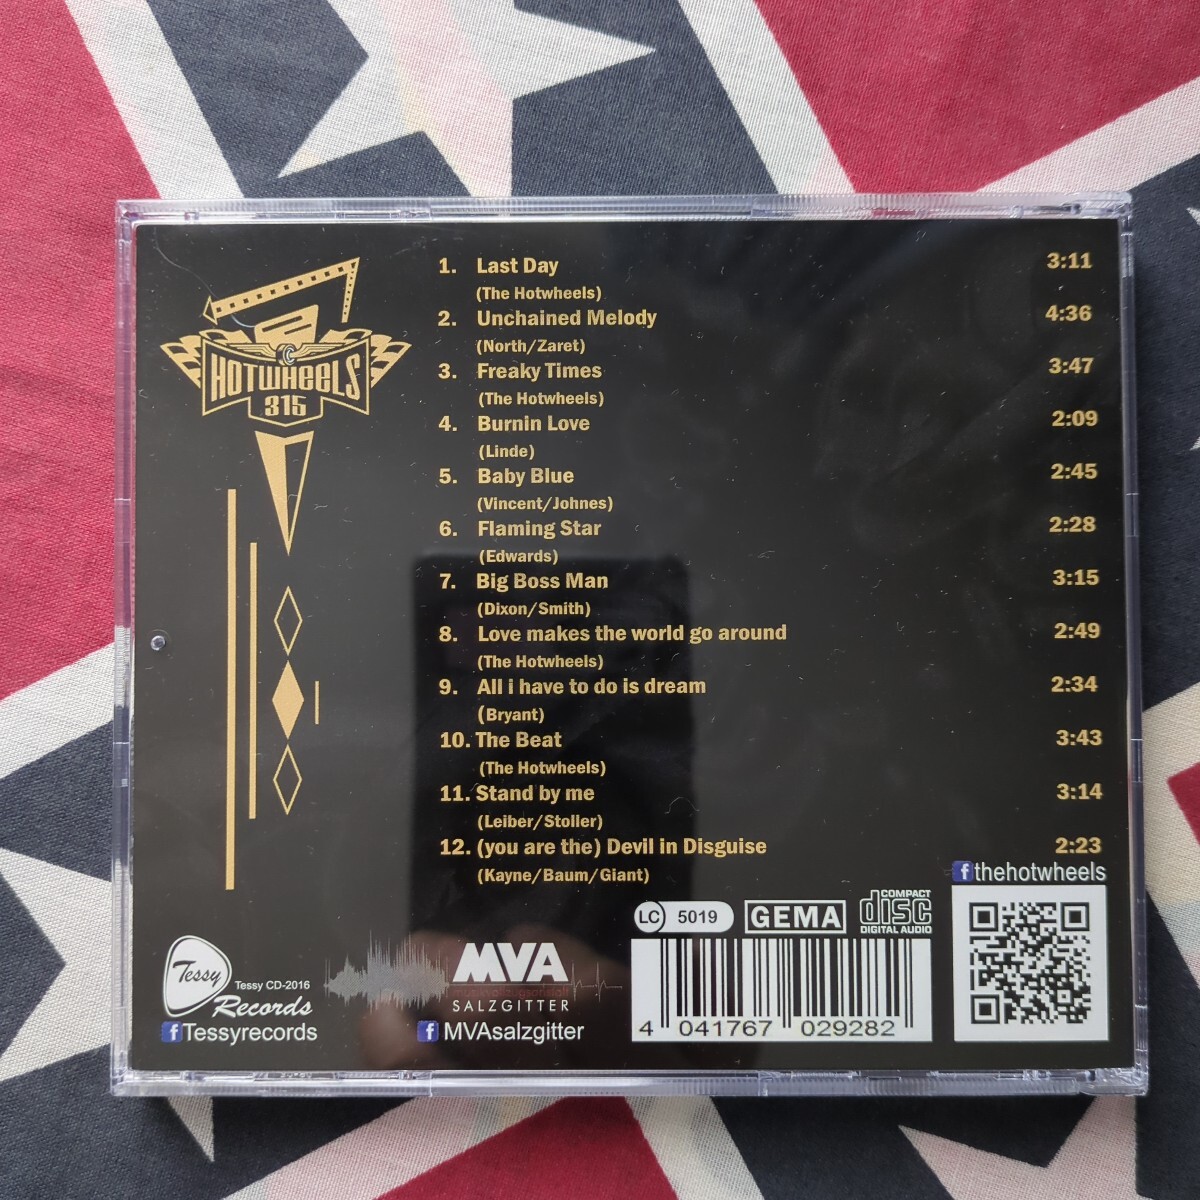 HOTWHEELS
315
1. Last Day 3:11
(The Hotwheels)
2. Unchained Melody 4:36
(North/Zaret)
3. Freaky Times 3:47
(The Hotwheels)
4. Burnin Love 2:09
(Linde)
5. Baby Blue 2:45
(Vincent/Johnes)
6. Flaming Star 2:28
(Edwards)
7. Big Boss Man 3:15
(Dixon/Smith)
8. Love makes the world go around 2:49
(The Hotwheels)
9. All i have to do is dream 2:34
(Bryant)
10. The Beat 3:43
(The Hotwheels)
11. Stand by me 3:14
(Leiber/Stoller)
12. (you are the) Devil in Disguise 2:23
(Kayne/Baum/Giant)
f thehotwheels
LC 5019
GEMA
COMPACT
disc
DIGITAL AUDIO
Tessy
Tessy CD-2016
Records
f Tessyrecords
MVA
SALZGITTER
f MVAsalzgitter
4 041767 029282